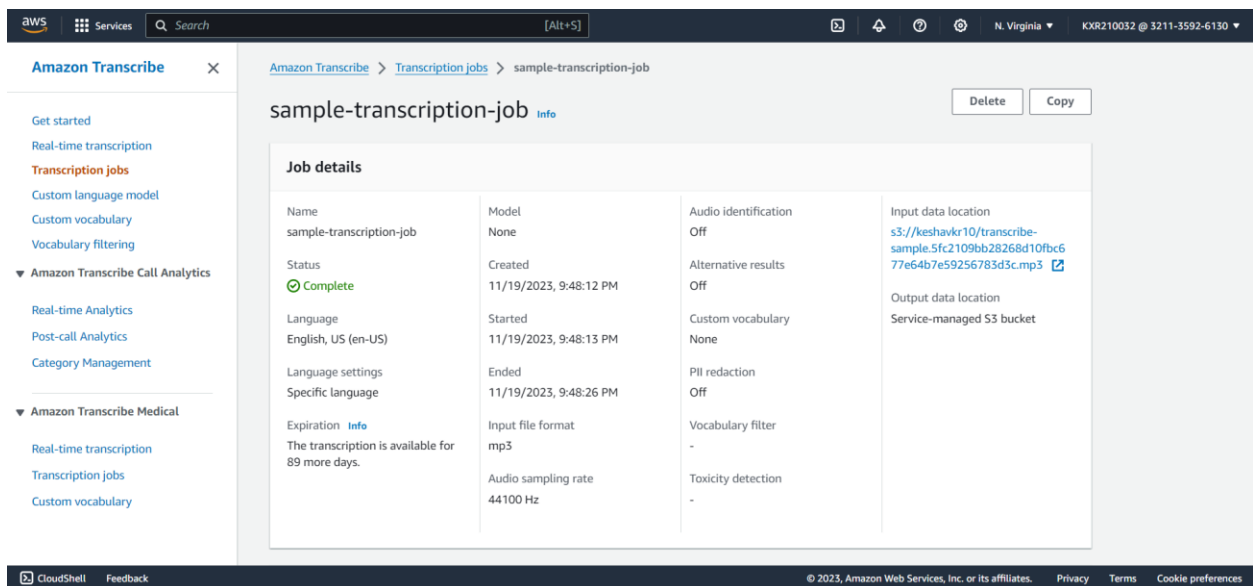 aws
Services
Search
[Alt+S]
N. Virginia
KXR210032 @ 3211-3592-6130
Amazon Transcribe
Get started
Real-time transcription
Transcription jobs
Custom language model
Custom vocabulary
Vocabulary filtering
Amazon Transcribe Call Analytics
Real-time Analytics
Post-call Analytics
Category Management
Amazon Transcribe Medical
Real-time transcription
Transcription jobs
Custom vocabulary
Amazon Transcribe > Transcription jobs > sample-transcription-job
sample-transcription-job Info
Delete
Copy
Job details
Name
sample-transcription-job
Status
Complete
Language
English, US (en-US)
Language settings
Specific language
Expiration Info
The transcription is available for
89 more days.
Model
None
Created
11/19/2023, 9:48:12 PM
Started
11/19/2023, 9:48:13 PM
Ended
11/19/2023, 9:48:26 PM
Input file format
mp3
Audio sampling rate
44100 Hz
Audio identification
Off
Alternative results
Off
Custom vocabulary
None
PII redaction
Off
Vocabulary filter
-
Toxicity detection
-
Input data location
s3://keshavkr10/transcribe-
sample.5fc2109bb28268d10fbc6
77e64b7e59256783d3c.mp3
Output data location
Service-managed S3 bucket
CloudShell
Feedback
© 2023, Amazon Web Services, Inc. or its affiliates.
Privacy
Terms
Cookie preferences